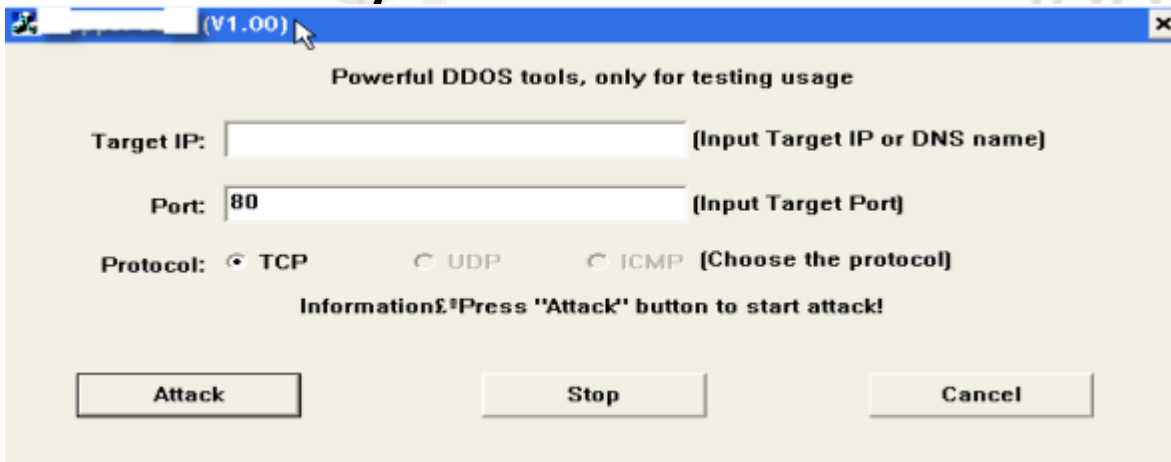 (V1.00)
Powerful DDOS tools, only for testing usage
Target IP: (Input Target IP or DNS name)
Port: 80 (Input Target Port)
Protocol: TCP UDP ICMP (Choose the protocol)
Information£ºPress "Attack" button to start attack!
Attack Stop Cancel